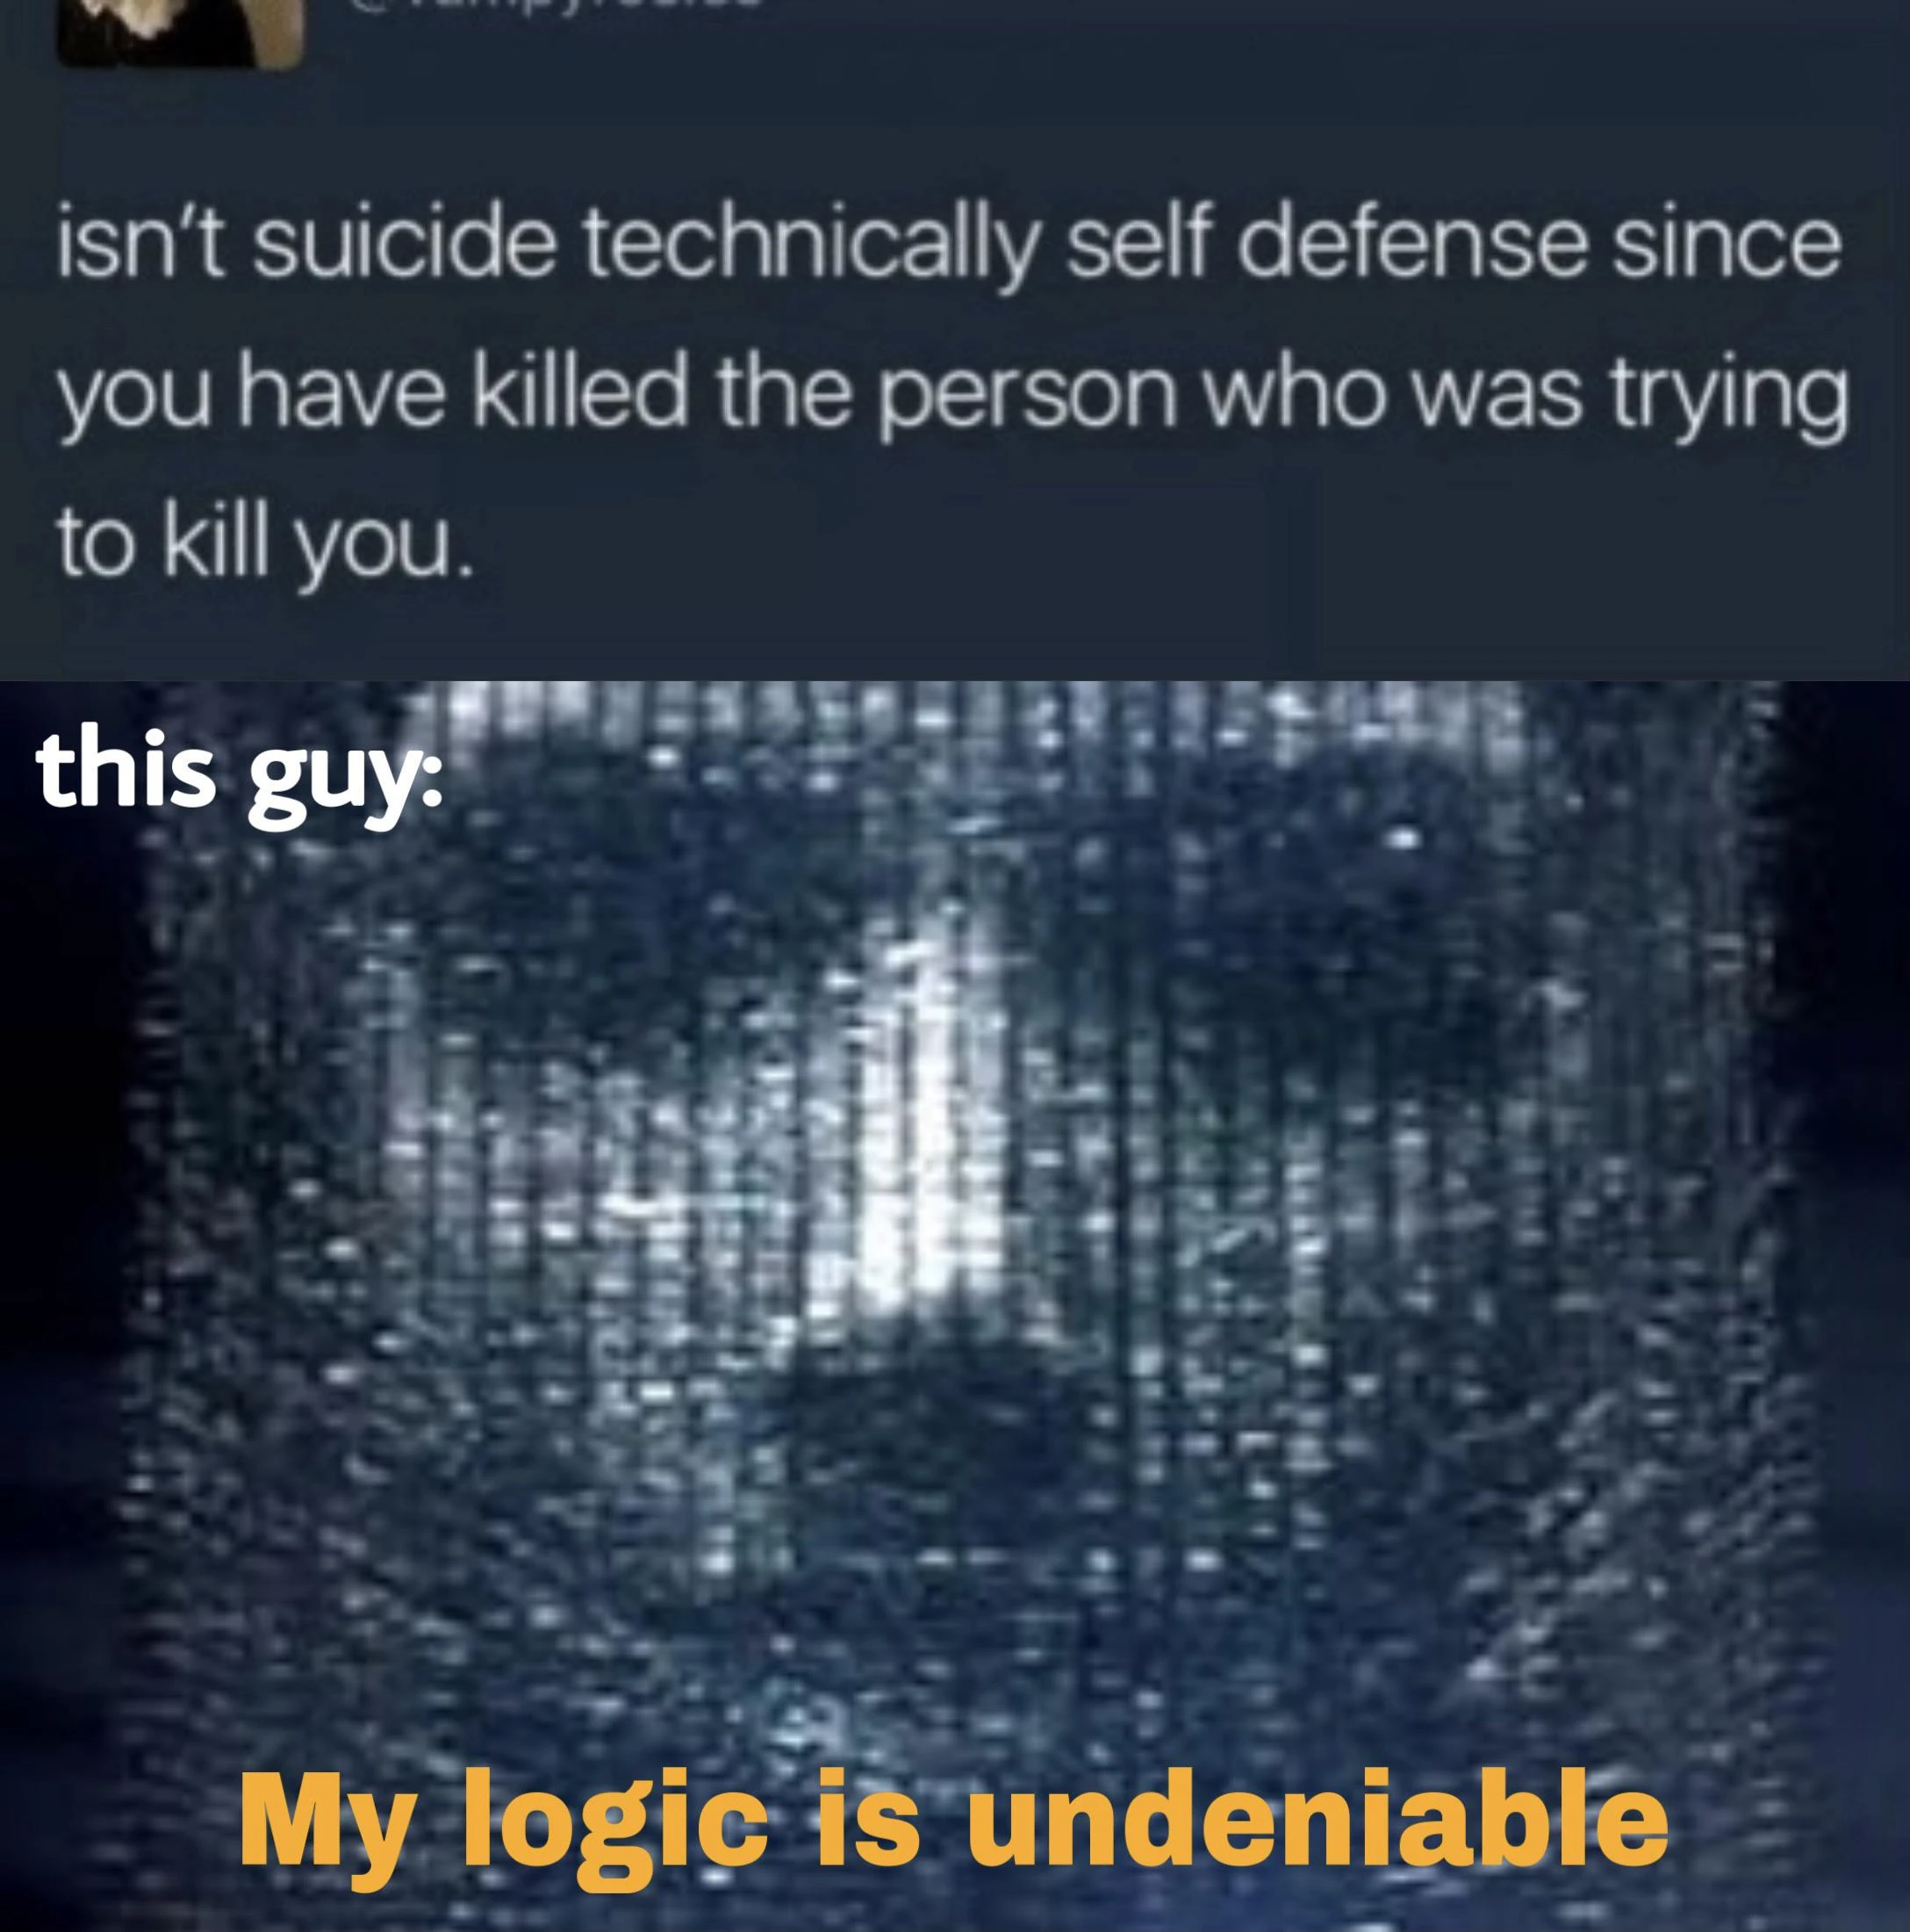 isn't suicide technically self defense since
you have killed the person who was trying
to kill you.
this guy:
My logic is undeniable